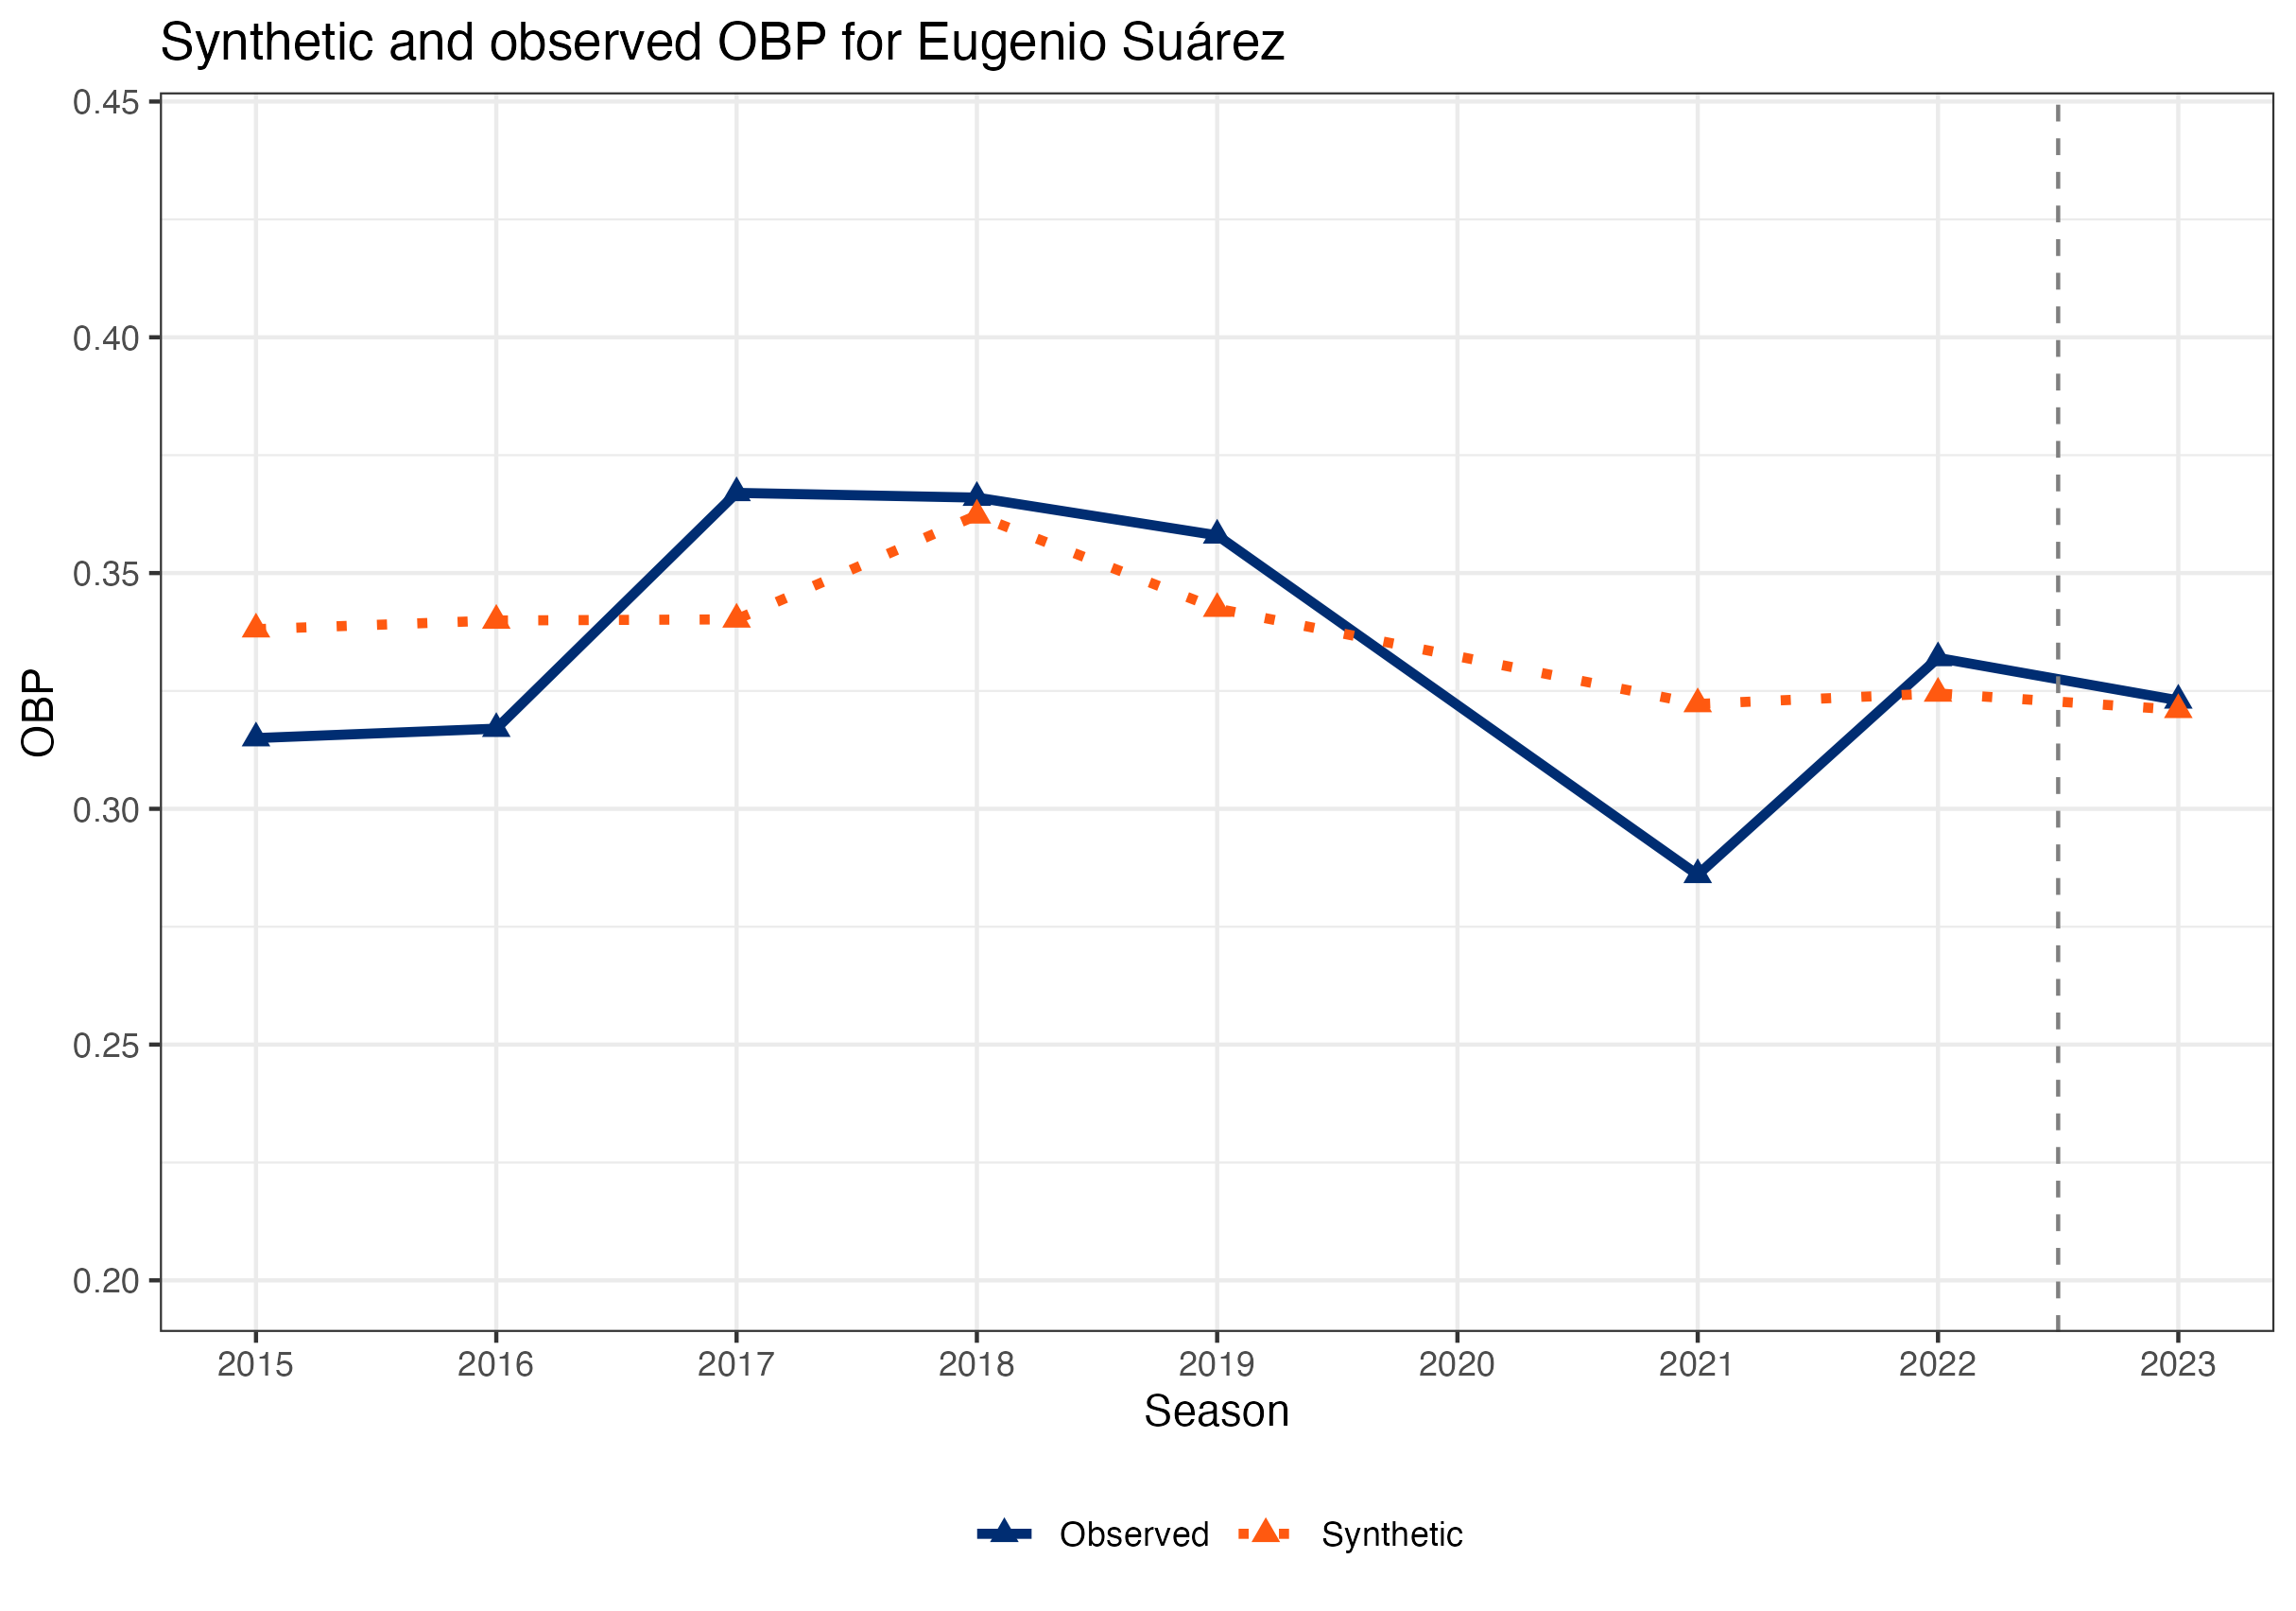 Synthetic and observed OBP for Eugenio Suárez
0.45
0.40
0.35
0.30
0.25
0.20
OBP
2015 2016 2017 2018 2019 2020 2021 2022 2023
Season
Observed Synthetic